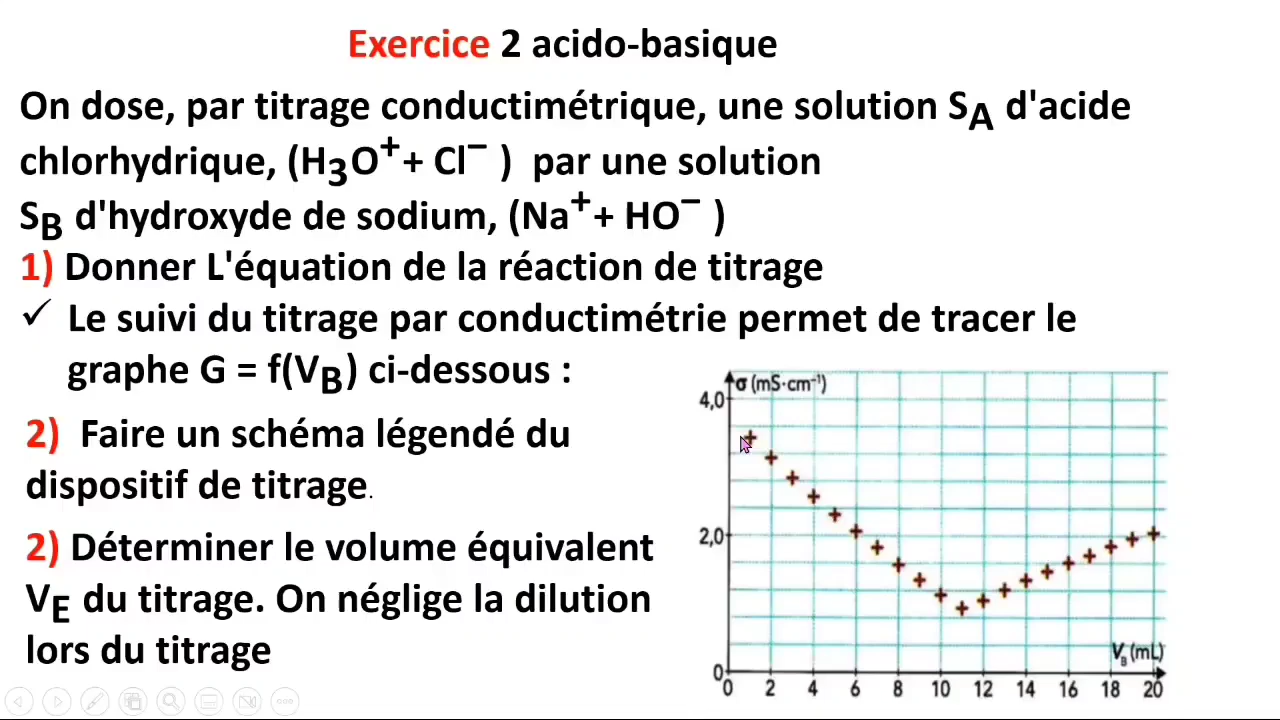 Exercice 2 acido-basique
On dose, par titrage conductimétrique, une solution SA d'acide
chlorhydrique, (H3O⁺+ Cl⁻ ) par une solution
SB d'hydroxyde de sodium, (Na⁺+ HO⁻ )
1) Donner L'équation de la réaction de titrage
✓ Le suivi du titrage par conductimétrie permet de tracer le
graphe G = f(VB) ci-dessous :
2) Faire un schéma légendé du
dispositif de titrage.
2) Déterminer le volume équivalent
VE du titrage. On néglige la dilution
lors du titrage
σ (mS·cm⁻¹)
4,0
2,0
0
VB (mL)
0 2 4 6 8 10 12 14 16 18 20